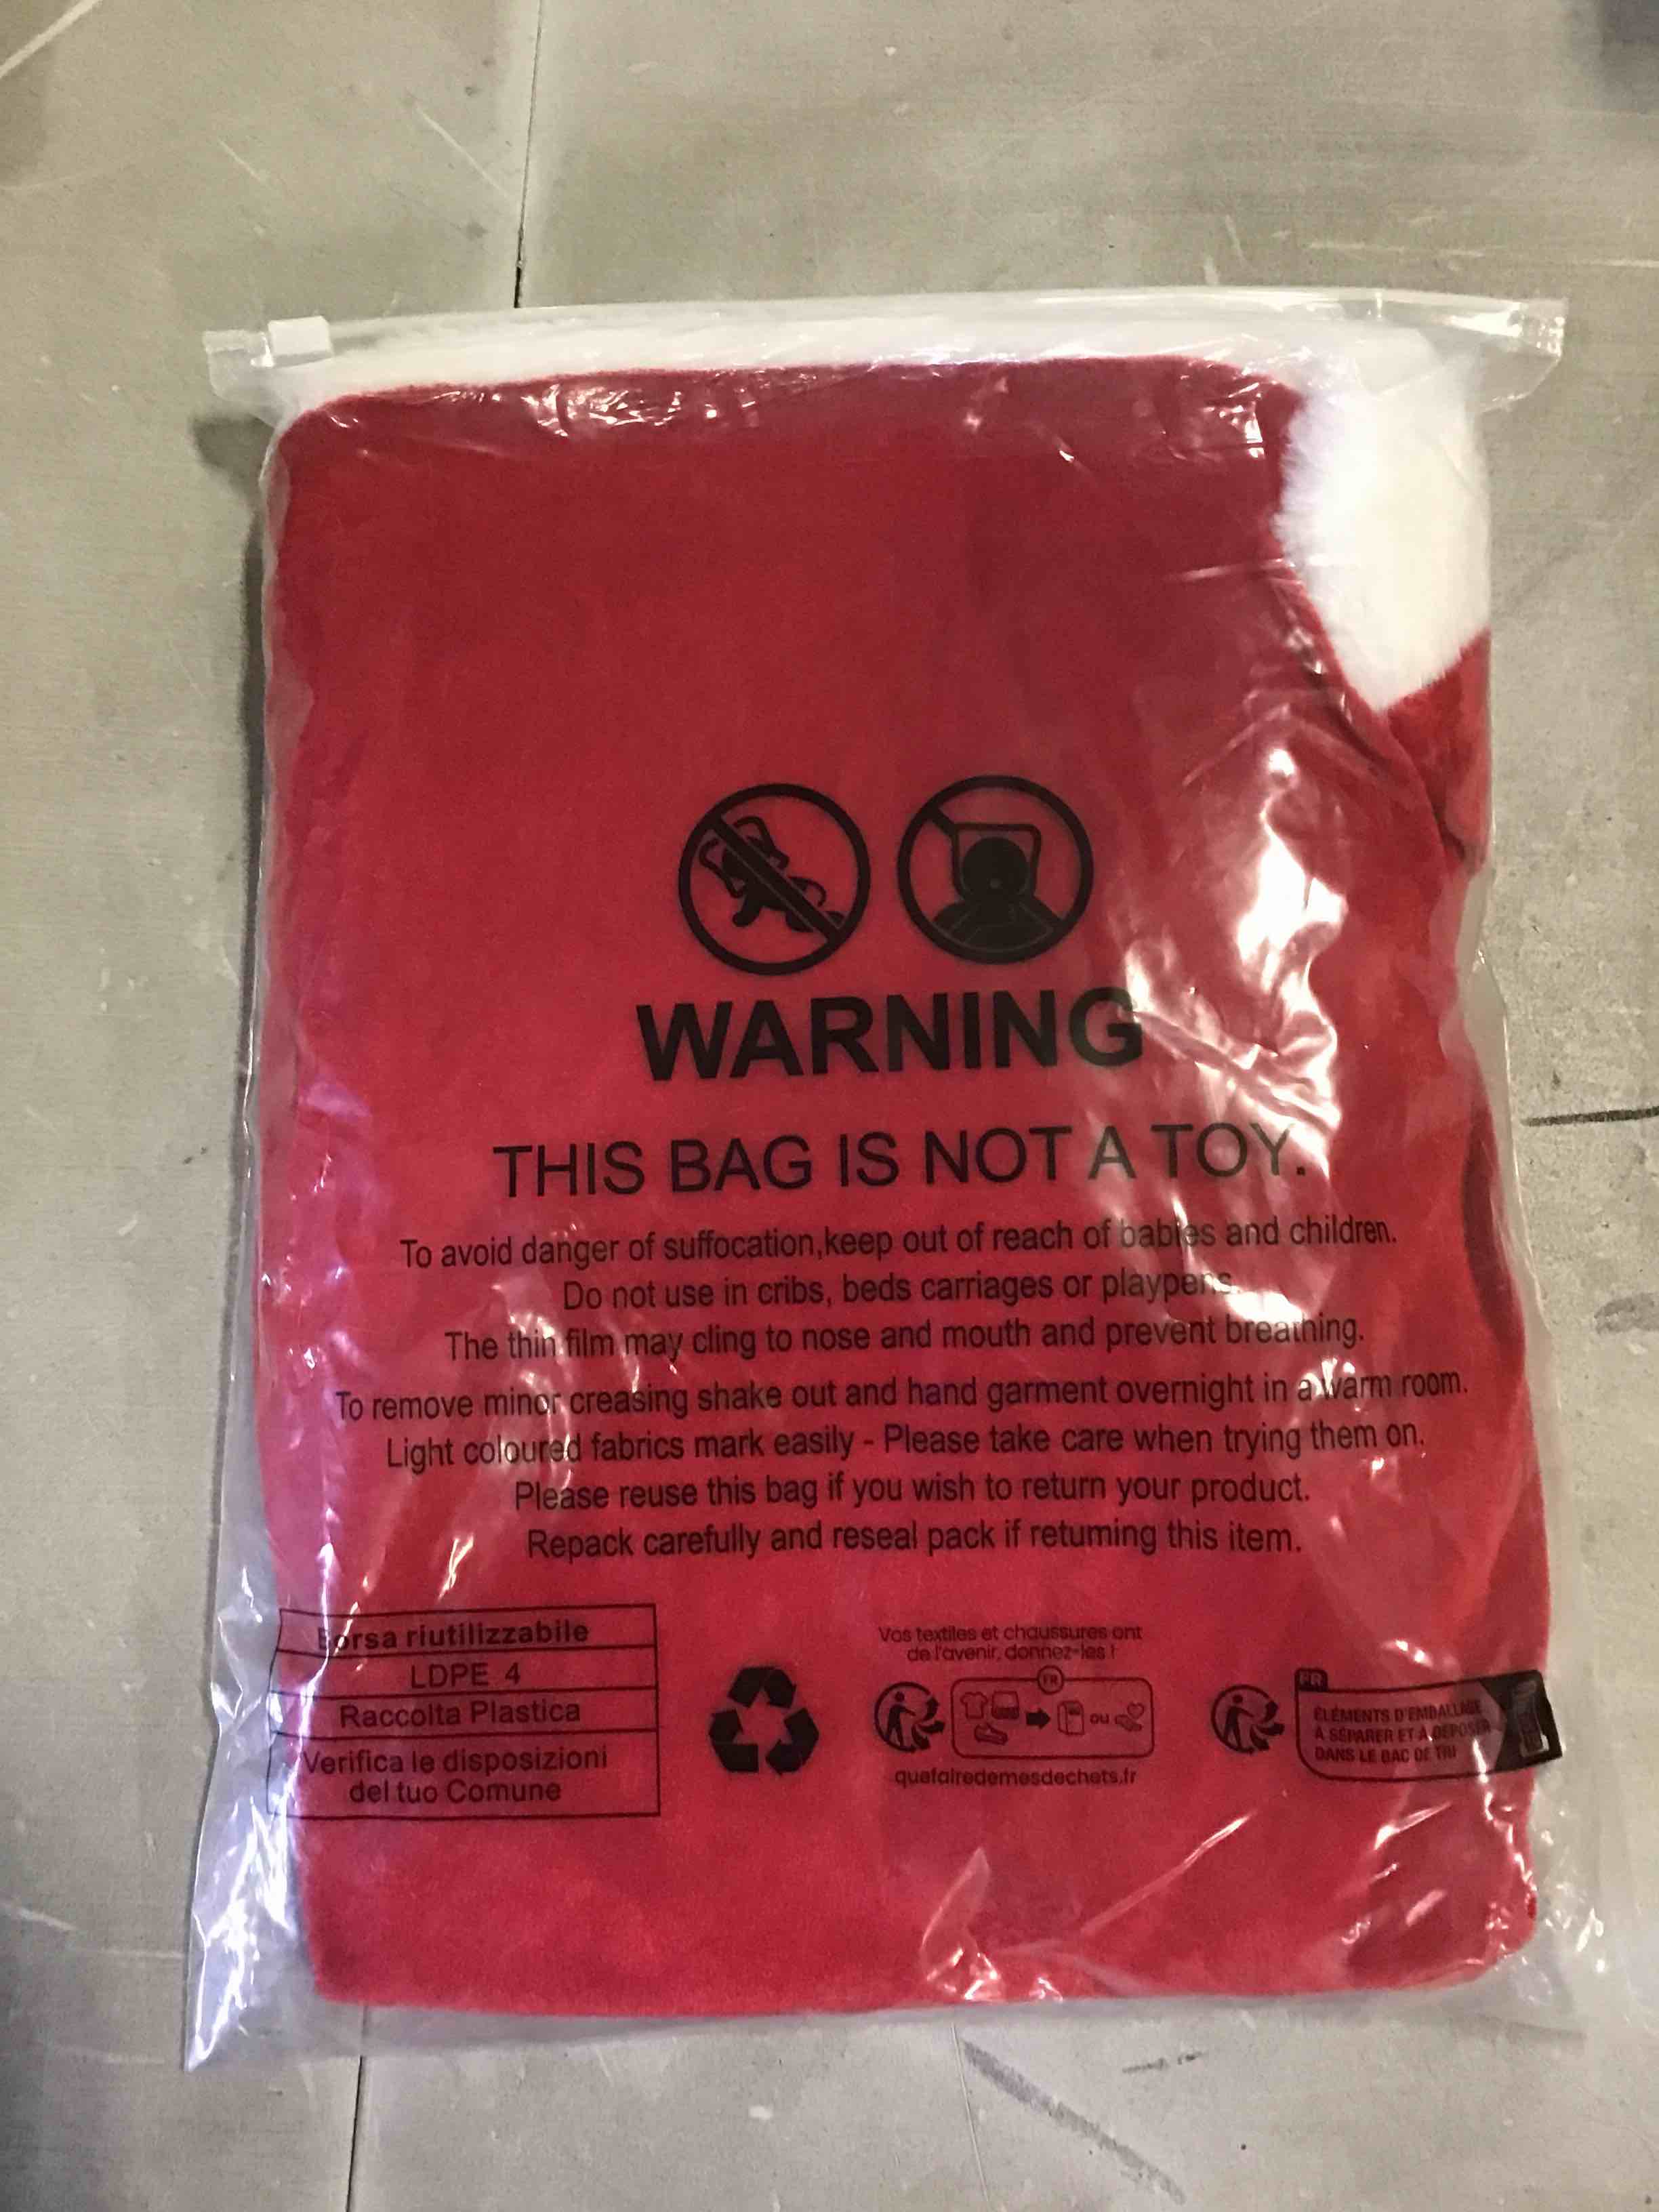 WARNING
THIS BAG IS NOT A TOY.
To avoid danger of suffocation,keep out of reach of babies and children.
Do not use in cribs, beds carriages or playpens.
The thin film may cling to nose and mouth and prevent breathing.
To remove minor creasing shake out and hand garment overnight in a warm room.
Light coloured fabrics mark easily - Please take care when trying them on.
Please reuse this bag if you wish to return your product.
Repack carefully and reseal pack if returning this item.
Borsa riutilizzabile
LDPE 4
Raccolta Plastica
Verifica le disposizioni
del tuo Comune
Vos textiles et chaussures ont
de l'avenir, donnez-les !
FR
ou
quefairedemesdechets.fr
FR
ÉLÉMENTS D'EMBALLAGE
À SÉPARER ET À DÉPOSER
DANS LE BAC DE TRI